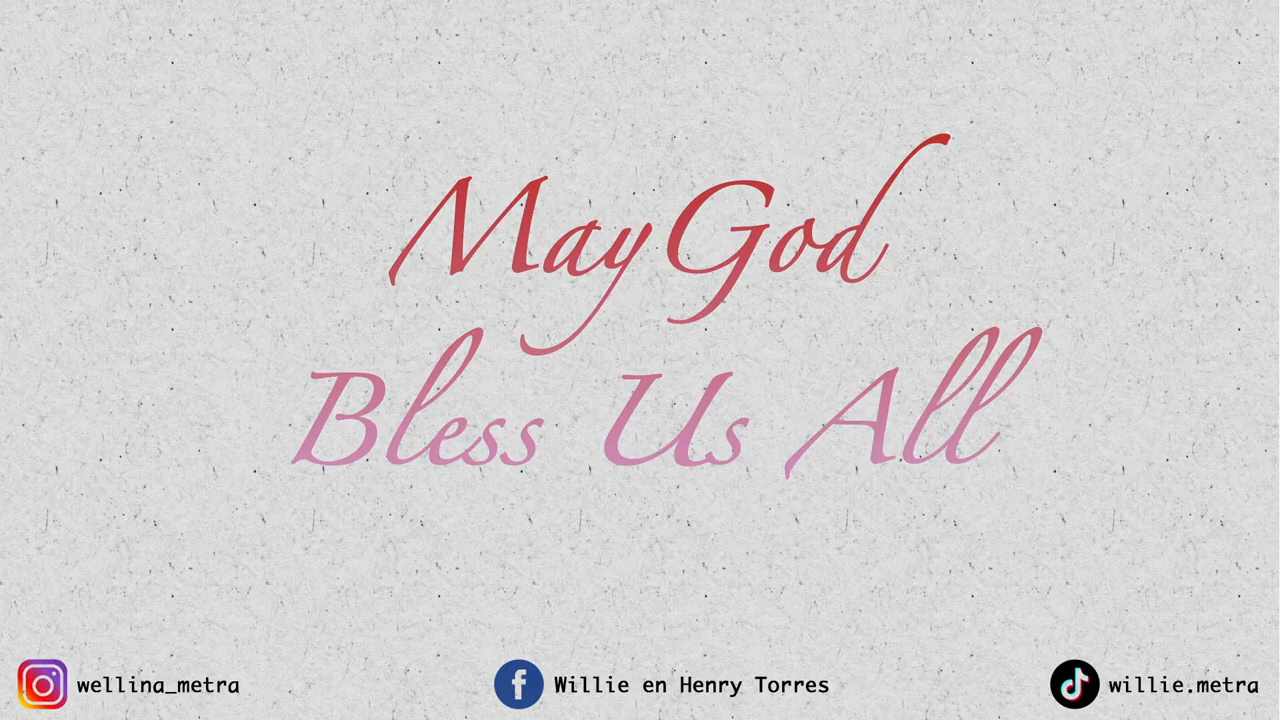 May God
Bless Us All
wellina_metra
Willie en Henry Torres
willie.metra